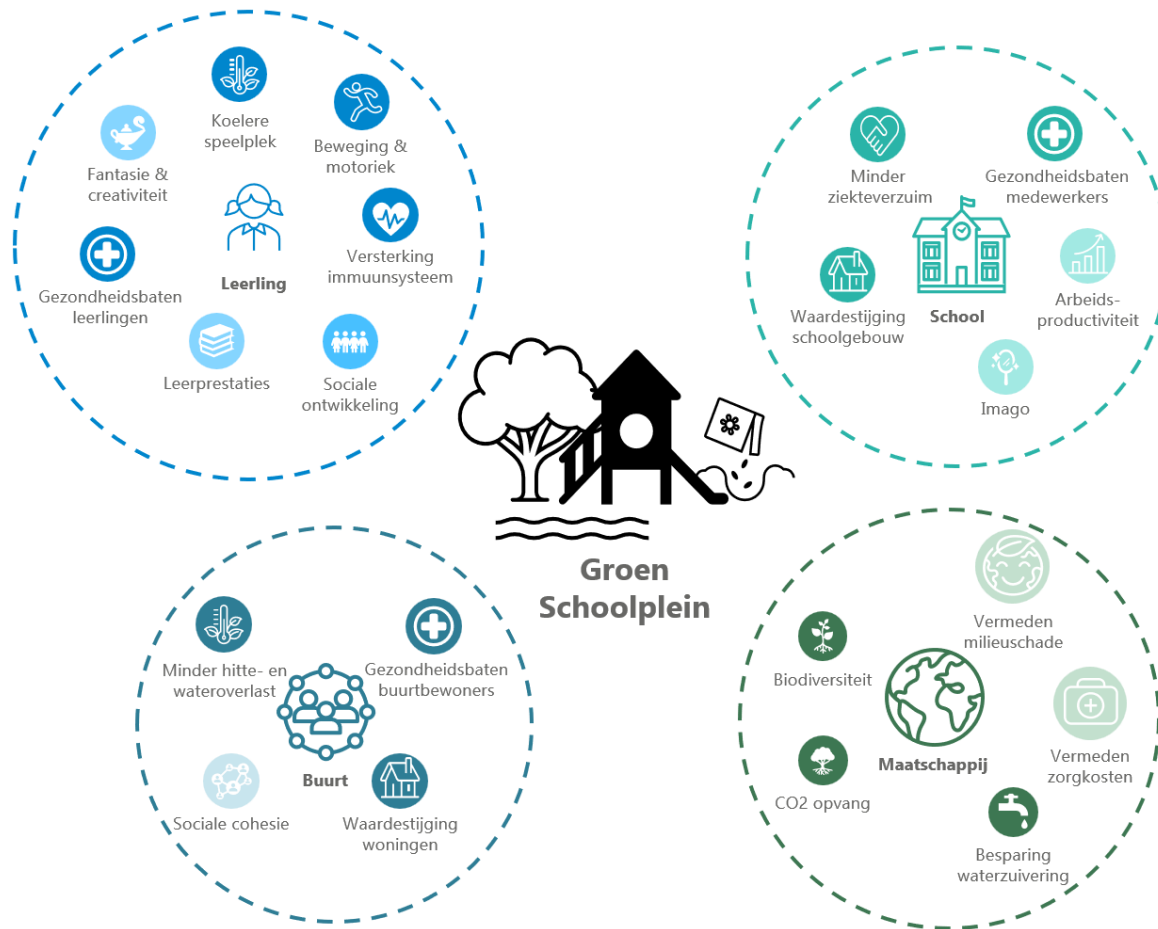 Koelere
speelplek
Beweging &
motoriek
Fantasie &
creativiteit
Versterking
immuunsysteem
Leerling
Gezondheidsbaten
leerlingen
Leerprestaties
Sociale
ontwikkeling
Minder
ziekteverzuim
Gezondheidsbaten
medewerkers
Waardestijging
schoolgebouw
School
Arbeids-
productiviteit
Imago
Groen
Schoolplein
Minder hitte- en
wateroverlast
Gezondheidsbaten
buurtbewoners
Buurt
Sociale cohesie
Waardestijging
woningen
Vermeden
milieuschade
Biodiversiteit
Maatschappij
Vermeden
zorgkosten
CO2 opvang
Besparing
waterzuivering